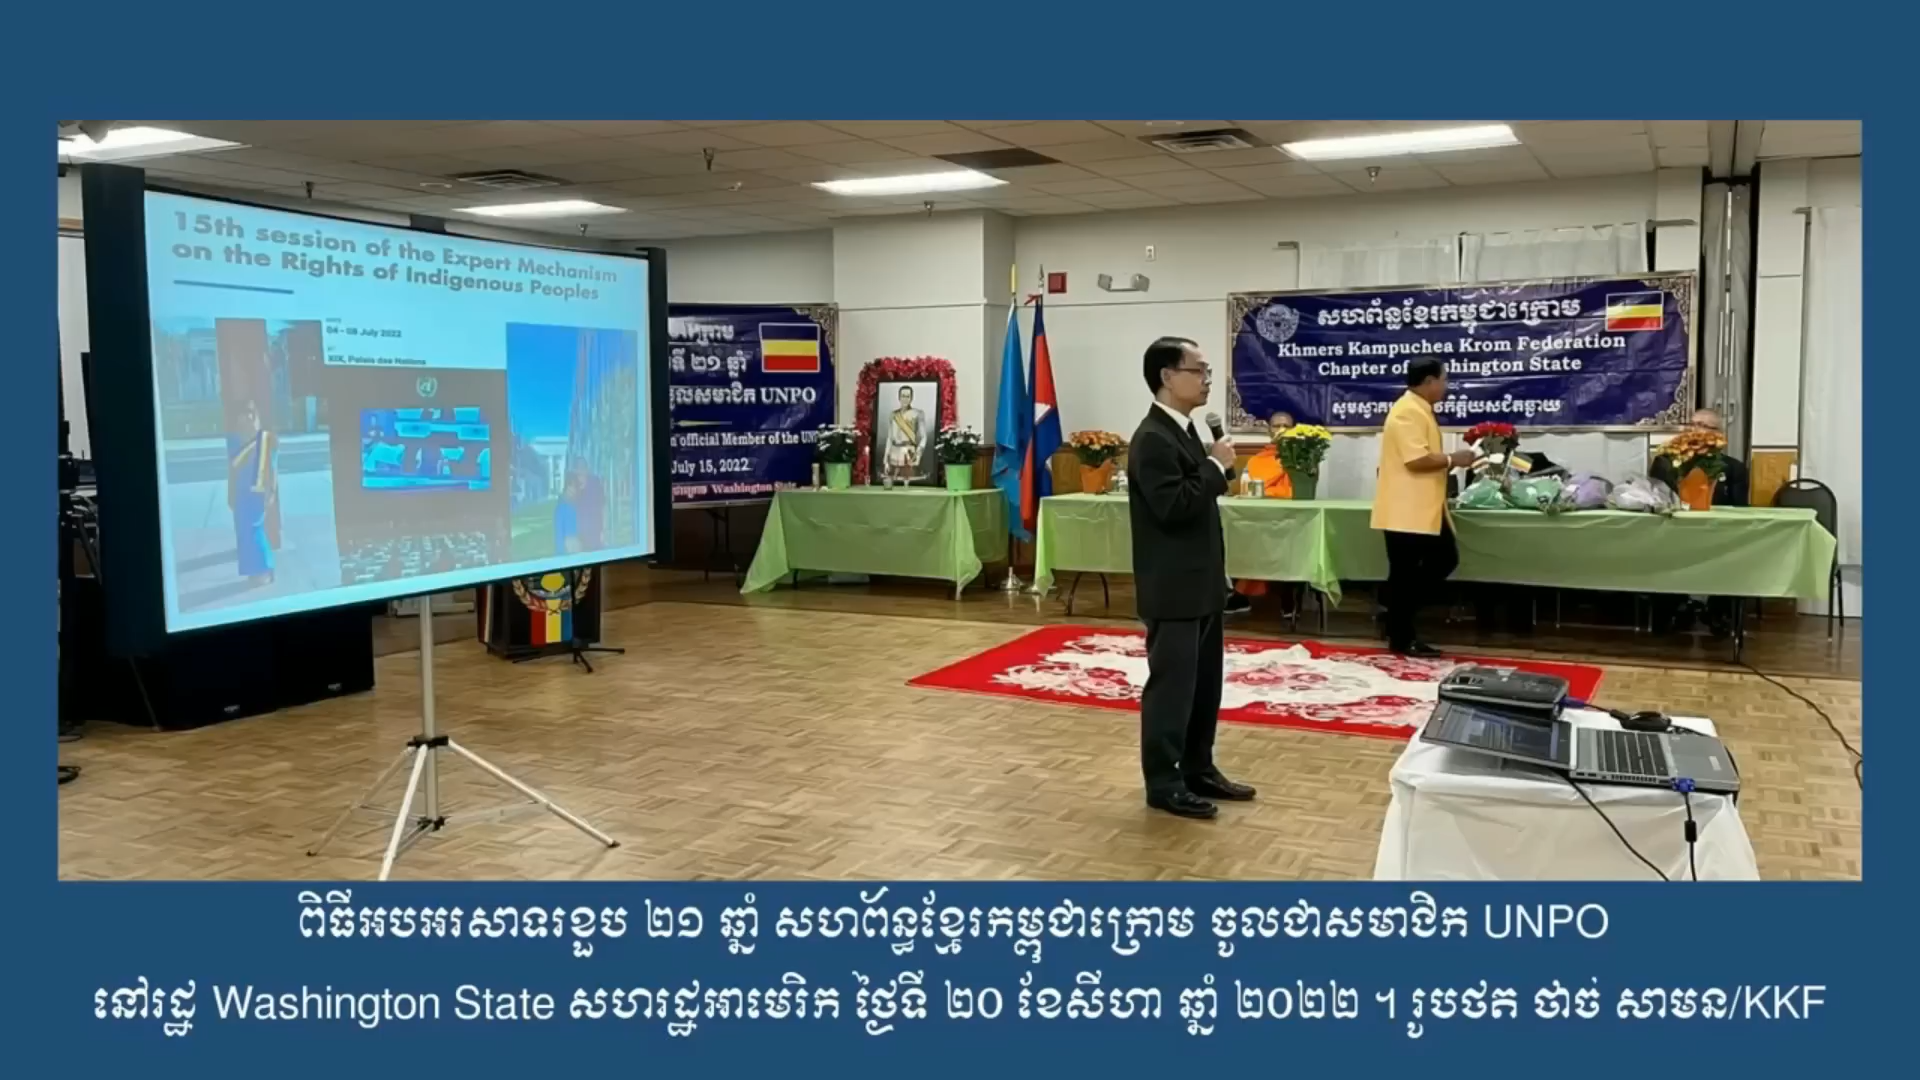 15th session of the Expert Mechanism
on the Rights of Indigenous Peoples
04 - 08 July 2022
XIX, Palais des Nations
ទី ២១ ឆ្នាំ
ចូលសមាជិក UNPO
official Member of the
July 15, 2022
Washington State
សហព័ន្ធខ្មែរកម្ពុជាក្រោម
Khmers Kampuchea Krom Federation
Chapter of Washington State
ពិធីអបអរសាទរខួប ២១ ឆ្នាំ សហព័ន្ធខ្មែរកម្ពុជាក្រោម ចូលជាសមាជិក UNPO
នៅរដ្ឋ Washington State សហរដ្ឋអាមេរិក ថ្ងៃទី ២០ ខែសីហា ឆ្នាំ ២០២២ ។ រូបថត ថាច់ សាមន/KKF